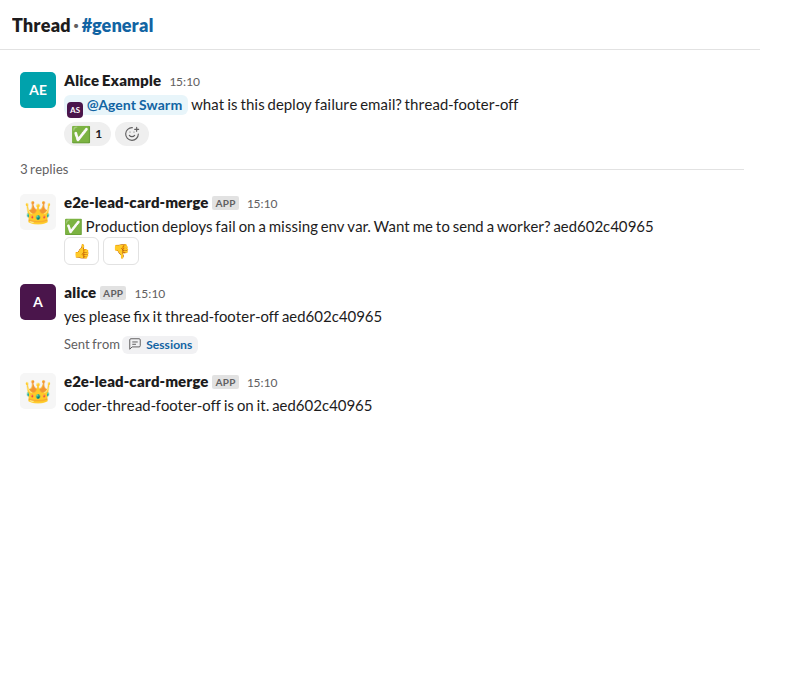 Thread • #general
AE
Alice Example 15:10
AS @Agent Swarm what is this deploy failure email? thread-footer-off
✅ 1
3 replies
e2e-lead-card-merge APP 15:10
✅ Production deploys fail on a missing env var. Want me to send a worker? aed602c40965
👍 👎
A
alice APP 15:10
yes please fix it thread-footer-off aed602c40965
Sent from Sessions
e2e-lead-card-merge APP 15:10
coder-thread-footer-off is on it. aed602c40965